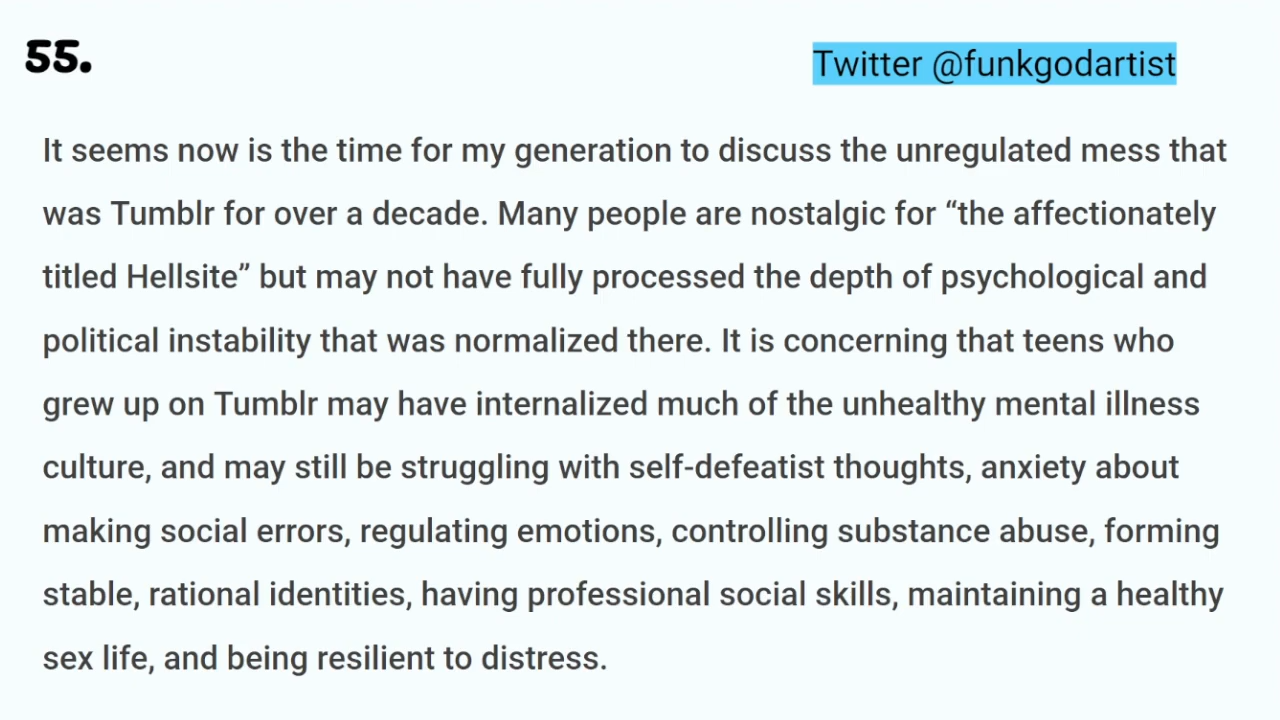 55.
Twitter @funkgodartist
It seems now is the time for my generation to discuss the unregulated mess that
was Tumblr for over a decade. Many people are nostalgic for “the affectionately
titled Hellsite” but may not have fully processed the depth of psychological and
political instability that was normalized there. It is concerning that teens who
grew up on Tumblr may have internalized much of the unhealthy mental illness
culture, and may still be struggling with self-defeatist thoughts, anxiety about
making social errors, regulating emotions, controlling substance abuse, forming
stable, rational identities, having professional social skills, maintaining a healthy
sex life, and being resilient to distress.